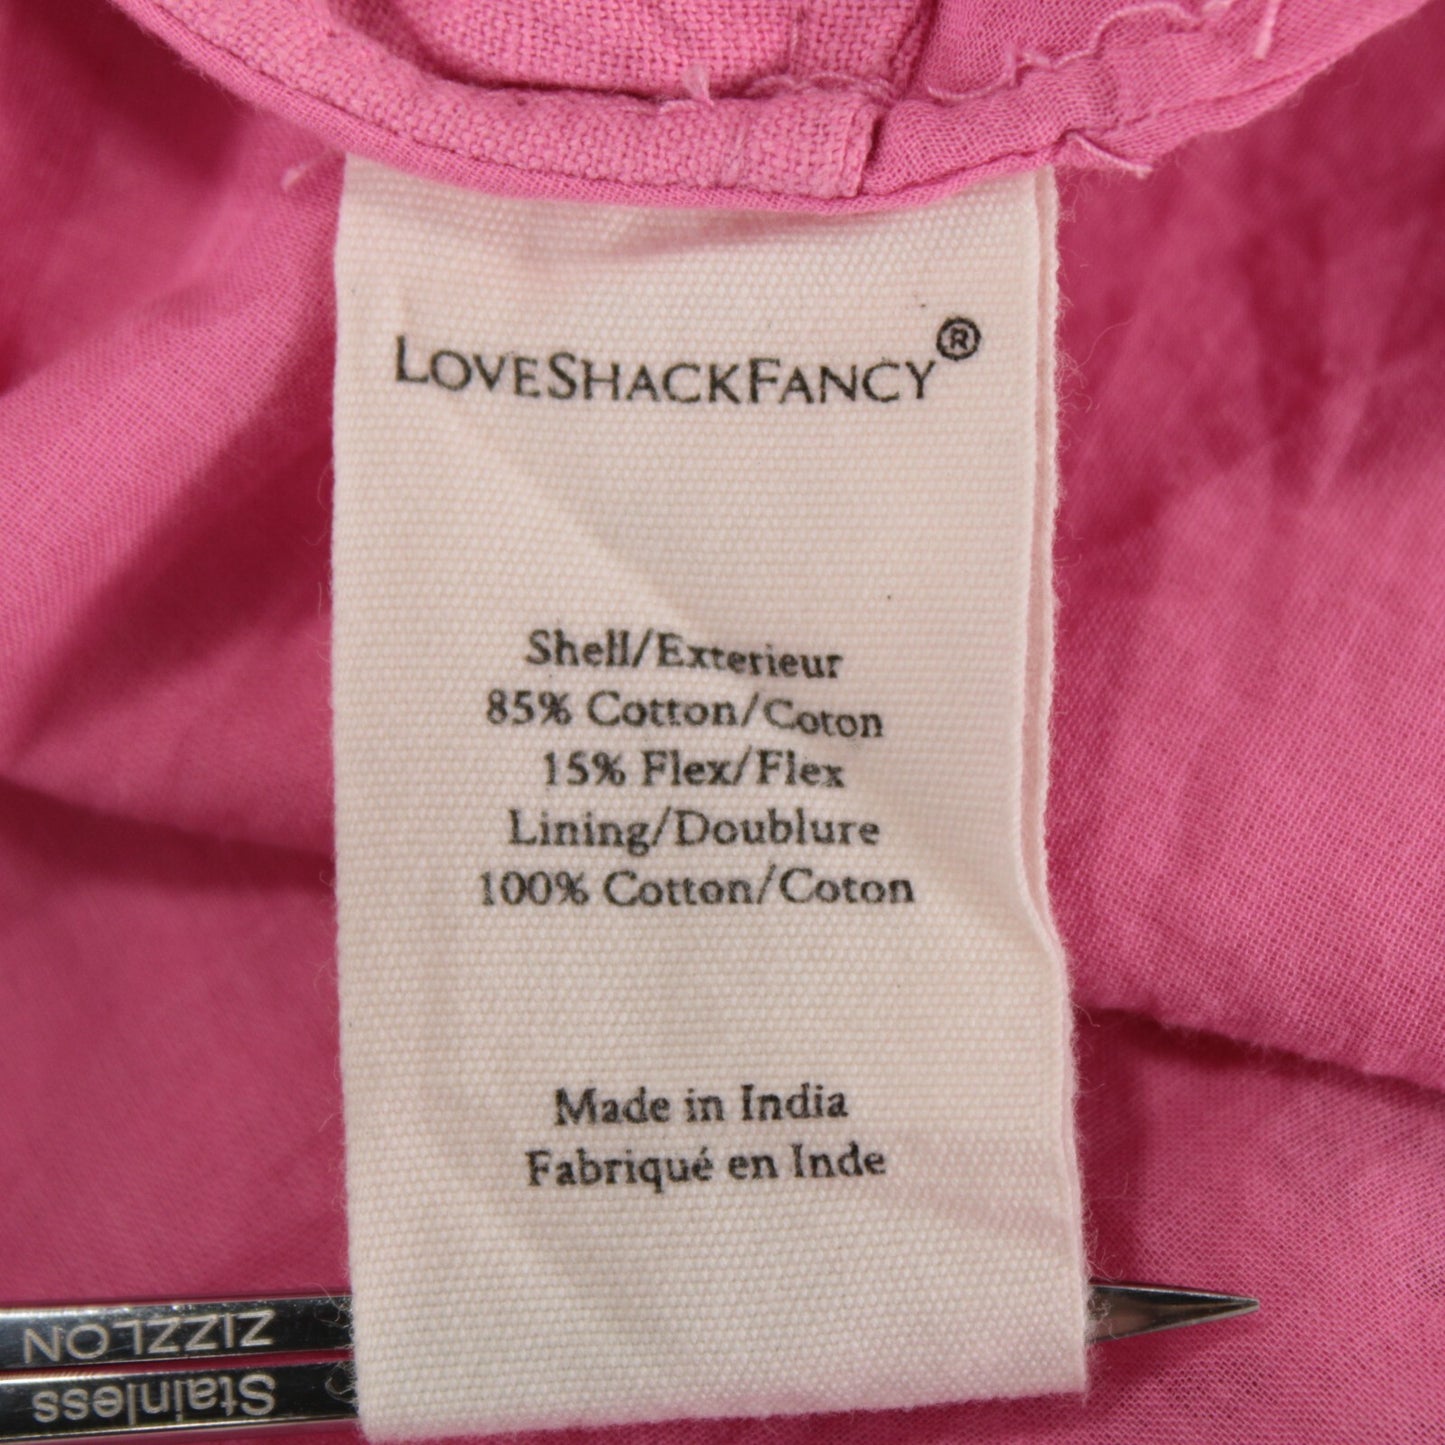 LOVESHACKFANCY®
Shell/Exterieur
85% Cotton/Coton
15% Flex/Flex
Lining/Doublure
100% Cotton/Coton
Made in India
Fabriqué en Inde
ZIZZLON
Stainless